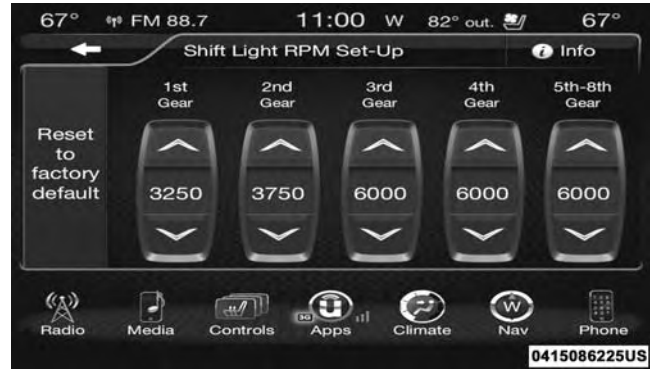 67° FM 88.7 11:00 W 82° out. 67°
Shift Light RPM Set-Up i Info
1st Gear
2nd Gear
3rd Gear
4th Gear
5th-8th Gear
Reset
to
factory
default
3250 3750 6000 6000 6000
Radio Media Controls 3G Apps Climate W Nav Phone
0415086225US